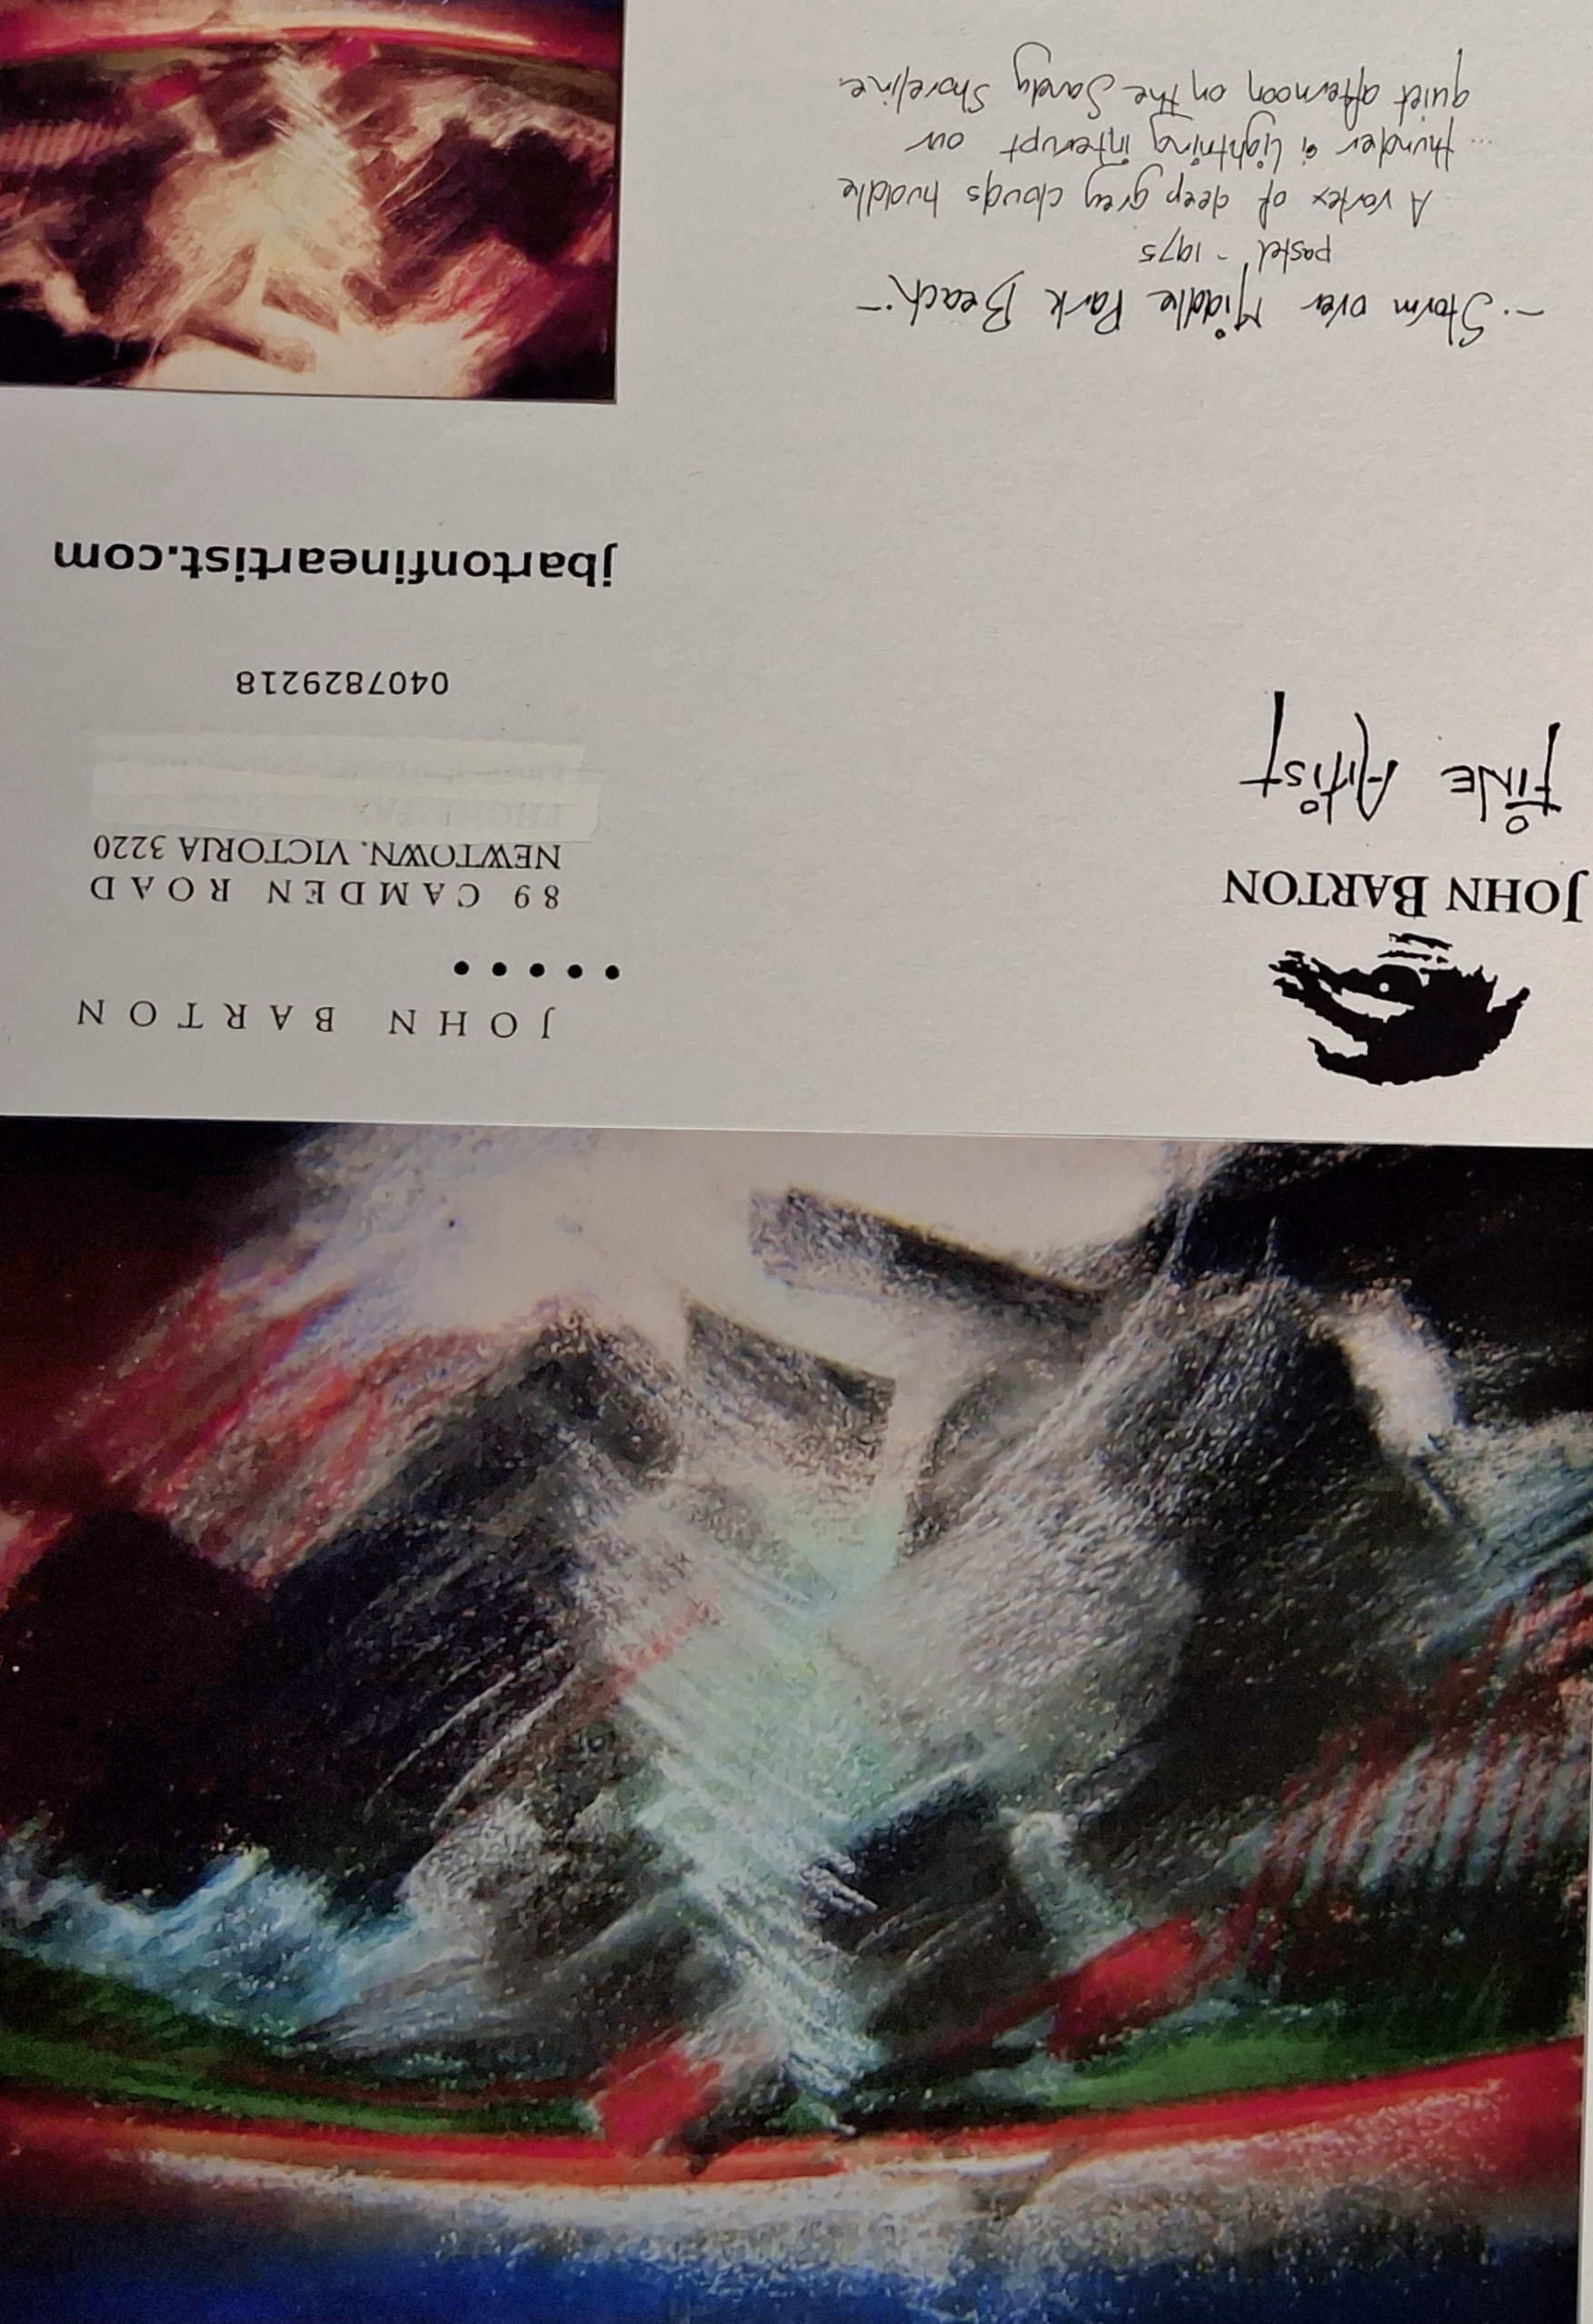 JOHN BARTON
89 CAMDEN ROAD
NEWTOWN. VICTORIA 3220
0407829218
jbartonfineartist.com
JOHN BARTON
FINE Artist
-. Storm over Middle Park Beach. -
pastel - 1975
A vortex of deep grey clouds huddle
... thunder & Lightning interupt our
quiet afternoon on the Sandy Shoreline.